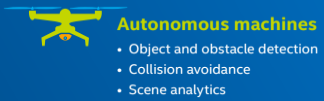 Autonomous machines
• Object and obstacle detection
• Collision avoidance
• Scene analytics